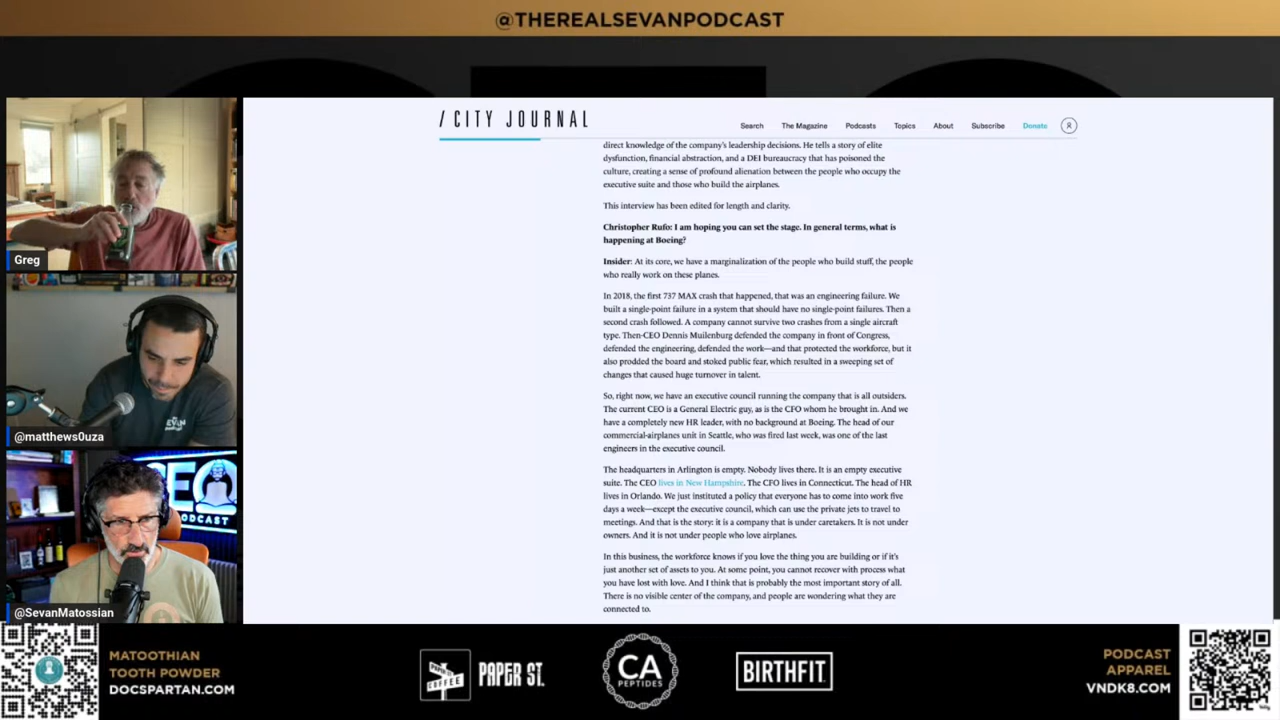 @THEREALSEVANPODCAST
Greg
@matthews0uza
SEVAN
PODCAST
CEO
PODCAST
@SevanMatossian
/ CITY JOURNAL
Search
The Magazine
Podcasts
Topics
About
Subscribe
Donate
direct knowledge of the company's leadership decisions. He tells a story of elite
dysfunction, financial abstraction, and a DEI bureaucracy that has poisoned the
culture, creating a sense of profound alienation between the people who occupy the
executive suite and those who build the airplanes.
This interview has been edited for length and clarity.
Christopher Rufo: I am hoping you can set the stage. In general terms, what is
happening at Boeing?
Insider: At its core, we have a marginalization of the people who build stuff, the people
who really work on these planes.
In 2018, the first 737 MAX crash that happened, that was an engineering failure. We
built a single-point failure in a system that should have no single-point failures. Then a
second crash followed. A company cannot survive two crashes from a single aircraft
type. Then-CEO Dennis Muilenburg defended the company in front of Congress,
defended the engineering, defended the work—and that protected the workforce, but it
also prodded the board and stoked public fear, which resulted in a sweeping set of
changes that caused huge turnover in talent.
So, right now, we have an executive council running the company that is all outsiders.
The current CEO is a General Electric guy, as is the CFO whom he brought in. And we
have a completely new HR leader, with no background at Boeing. The head of our
commercial-airplanes unit in Seattle, who was fired last week, was one of the last
engineers in the executive council.
The headquarters in Arlington is empty. Nobody lives there. It is an empty executive
suite. The CEO lives in New Hampshire. The CFO lives in Connecticut. The head of HR
lives in Orlando. We just instituted a policy that everyone has to come into work five
days a week—except the executive council, which can use the private jets to travel to
meetings. And that is the story: it is a company that is under caretakers. It is not under
owners. And it is not under people who love airplanes.
In this business, the workforce knows if you love the thing you are building or if it's
just another set of assets to you. At some point, you cannot recover with process what
you have lost with love. And I think that is probably the most important story of all.
There is no visible center of the company, and people are wondering what they are
connected to.
MATOOTHIAN
TOOTH POWDER
DOCSPARTAN.COM
PAPER ST.
COFFEE
CA
PEPTIDES
BIRTHFIT
PODCAST
APPAREL
VNDK8.COM